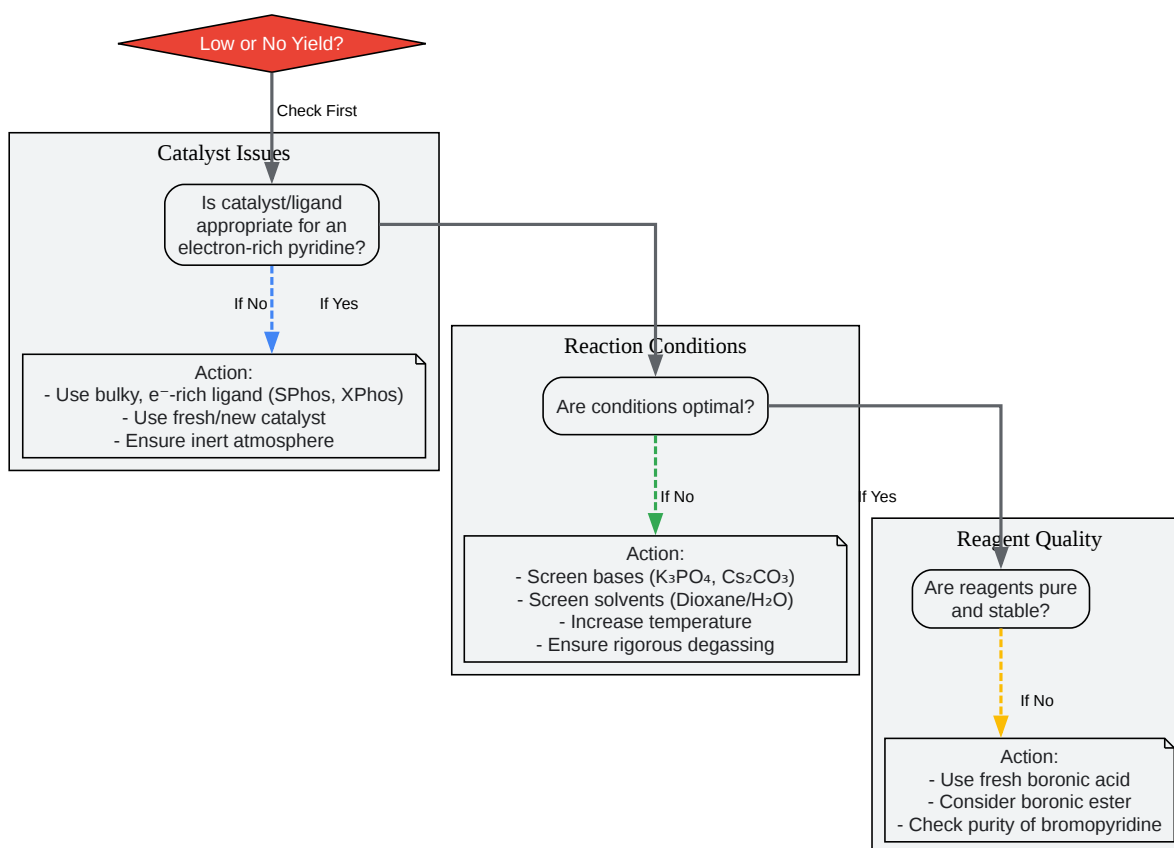 Low or No Yield?
Check First
Catalyst Issues
Is catalyst/ligand
appropriate for an
electron-rich pyridine?
If No
If Yes
Action:
- Use bulky, e⁻-rich ligand (SPhos, XPhos)
- Use fresh/new catalyst
- Ensure inert atmosphere
Reaction Conditions
Are conditions optimal?
If No
If Yes
Action:
- Screen bases (K₃PO₄, Cs₂CO₃)
- Screen solvents (Dioxane/H₂O)
- Increase temperature
- Ensure rigorous degassing
Reagent Quality
Are reagents pure
and stable?
If No
Action:
- Use fresh boronic acid
- Consider boronic ester
- Check purity of bromopyridine